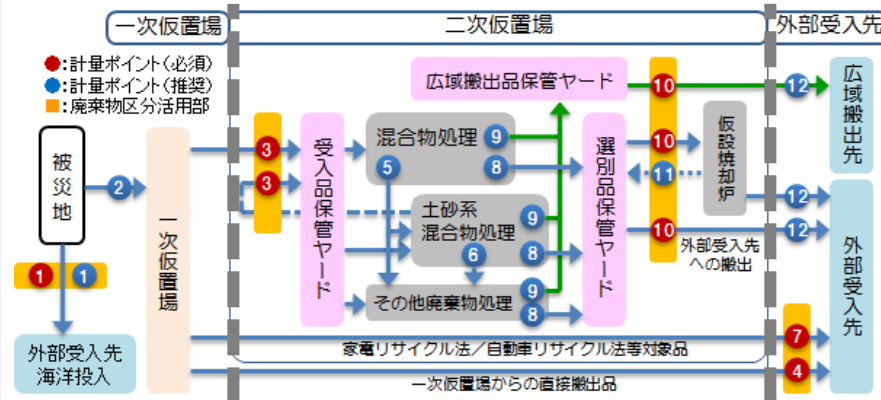 一次仮置場
二次仮置場
外部受入先
●:計量ポイント(必須)
●:計量ポイント(推奨)
■:廃棄物区分活用部
被災地
2
1
1
外部受入先
海洋投入
一次仮置場
3
3
受入品保管ヤード
広域搬出品保管ヤード
混合物処理
5
9
8
土砂系
混合物処理
6
9
8
その他廃棄物処理
9
8
選別品保管ヤード
10
10
11
10
仮設焼却炉
外部受入先
への搬出
12
12
12
広域搬出先
外部受入先
家電リサイクル法/自動車リサイクル法等対象品
7
一次仮置場からの直接搬出品
4